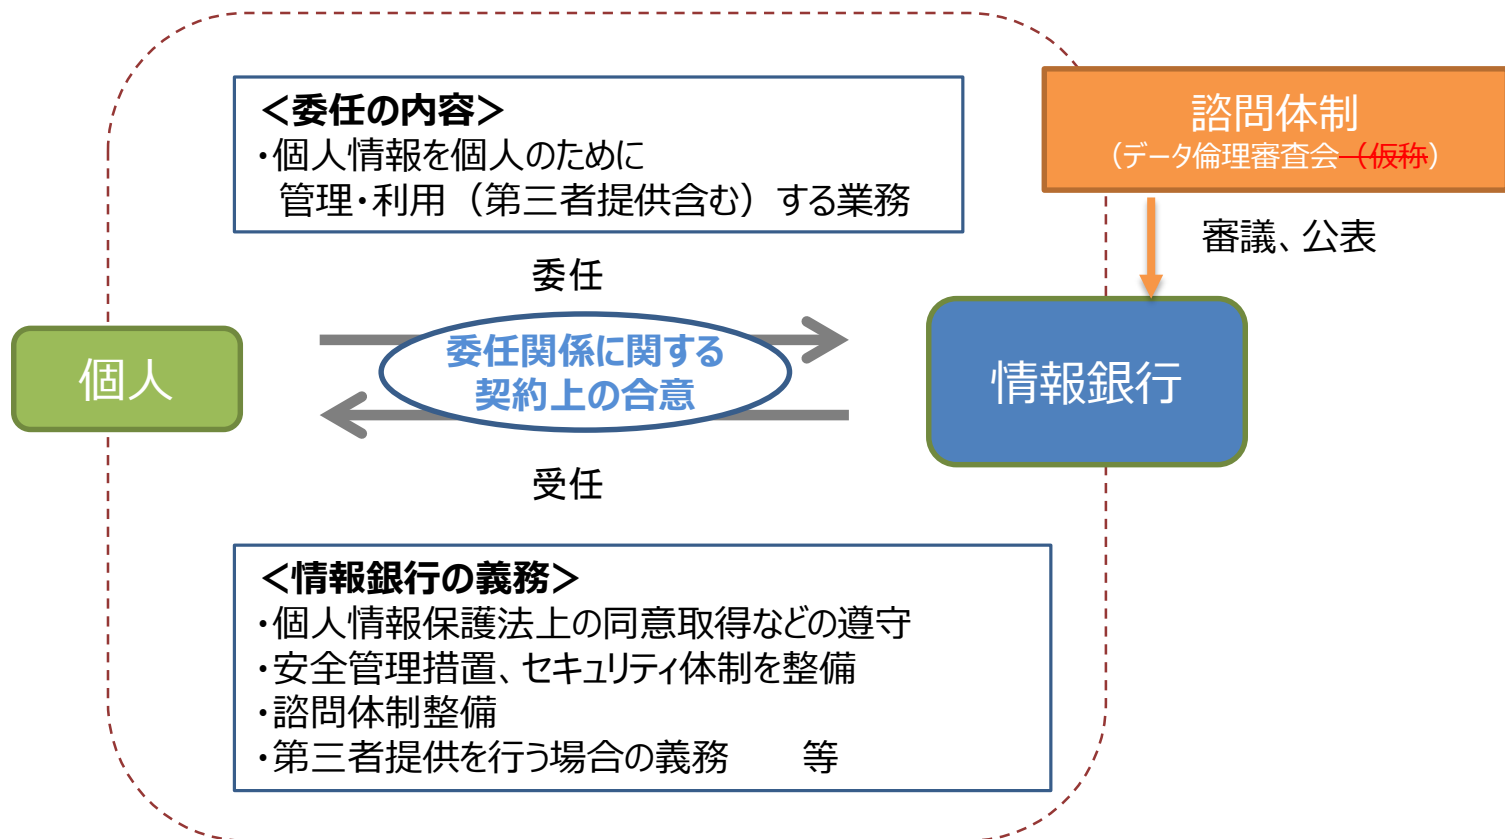 ＜委任の内容＞
・個人情報を個人のために
管理・利用（第三者提供含む）する業務
諮問体制
（データ倫理審査会（仮称）
審議、公表
委任
個人
委任関係に関する
契約上の合意
情報銀行
受任
＜情報銀行の義務＞
・個人情報保護法上の同意取得などの遵守
・安全管理措置、セキュリティ体制を整備
・諮問体制整備
・第三者提供を行う場合の義務　　等